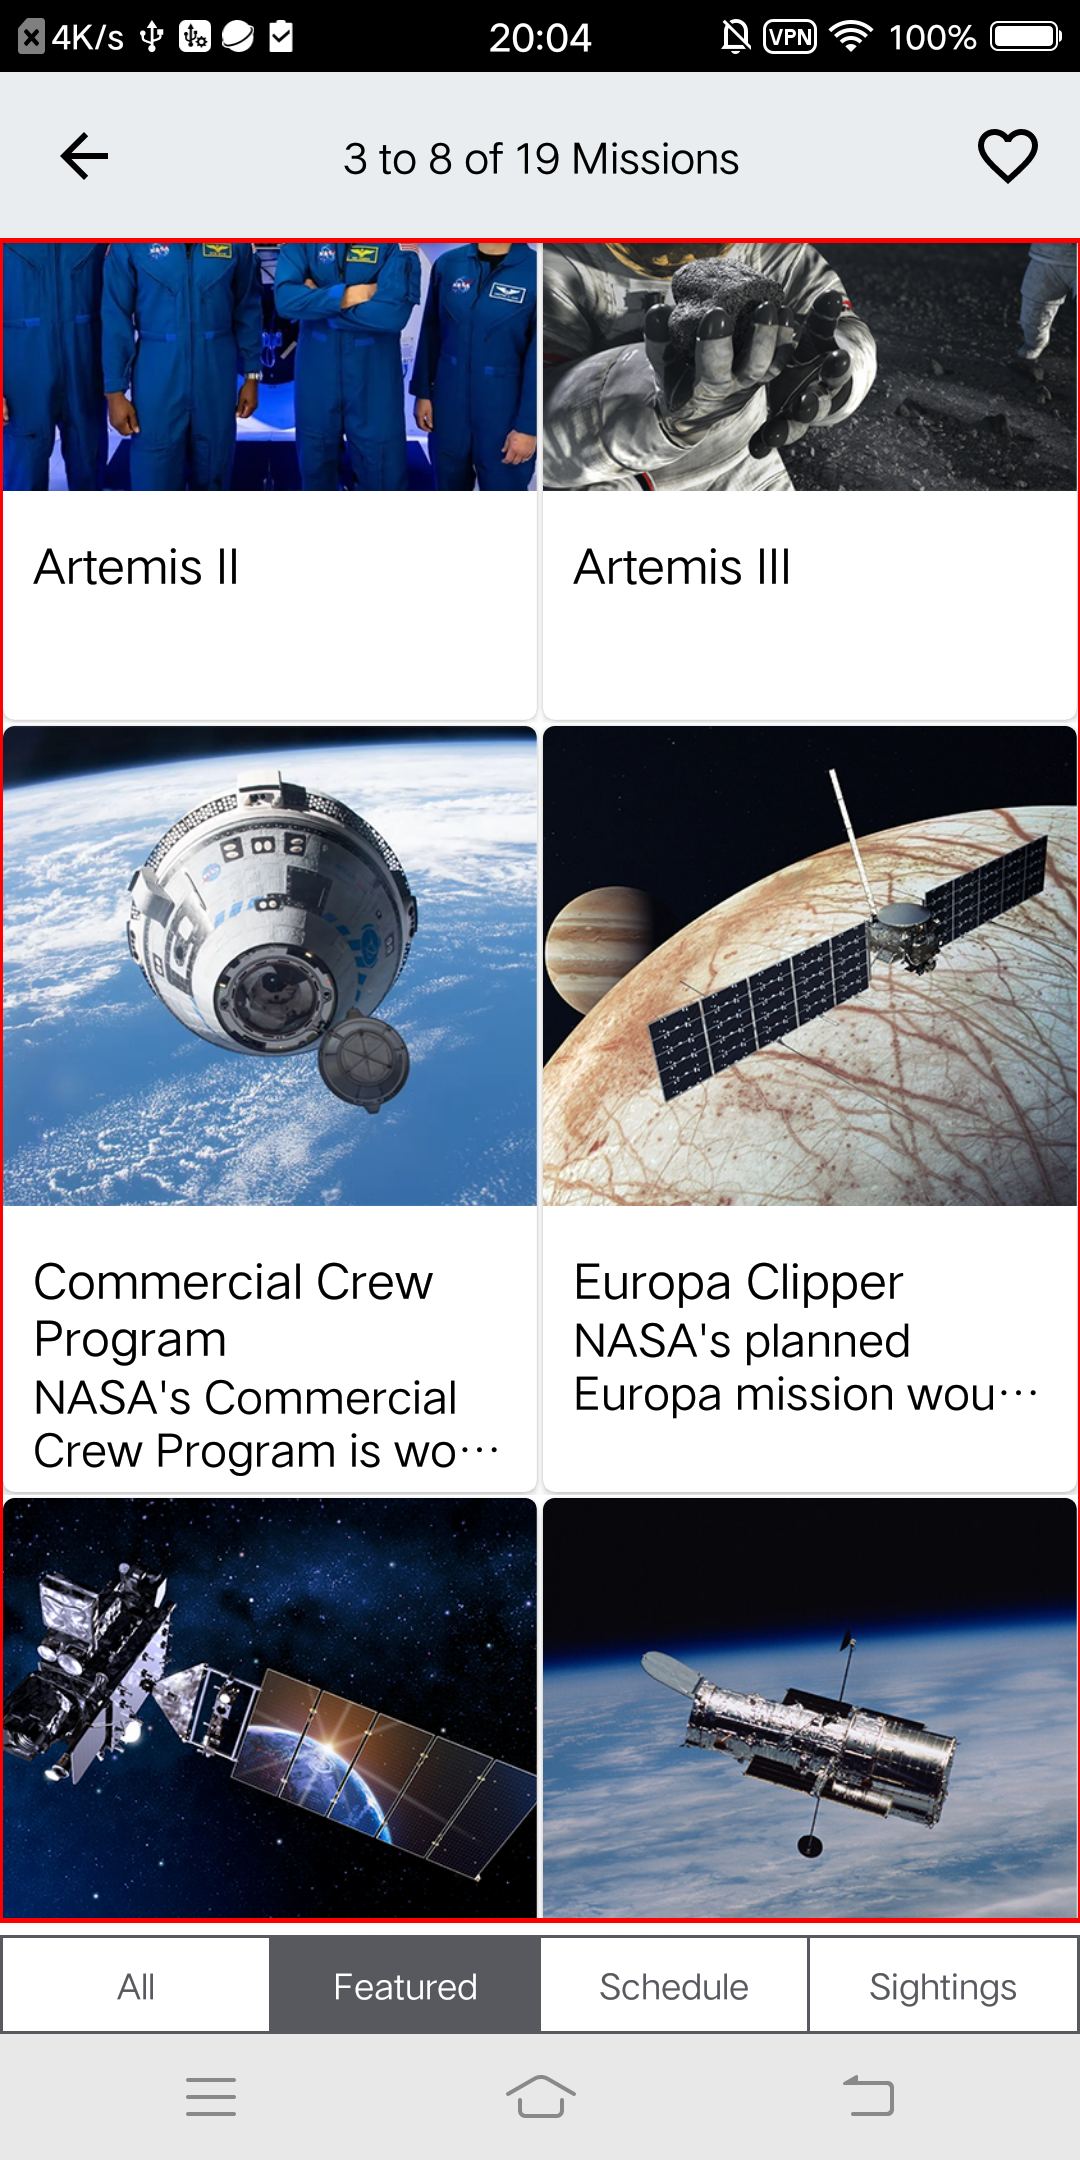 4K/s
20:04
VPN
100%
3 to 8 of 19 Missions
Artemis II
Artemis III
Commercial Crew
Program
NASA's Commercial
Crew Program is wo···
Europa Clipper
NASA's planned
Europa mission wou···
All
Featured
Schedule
Sightings